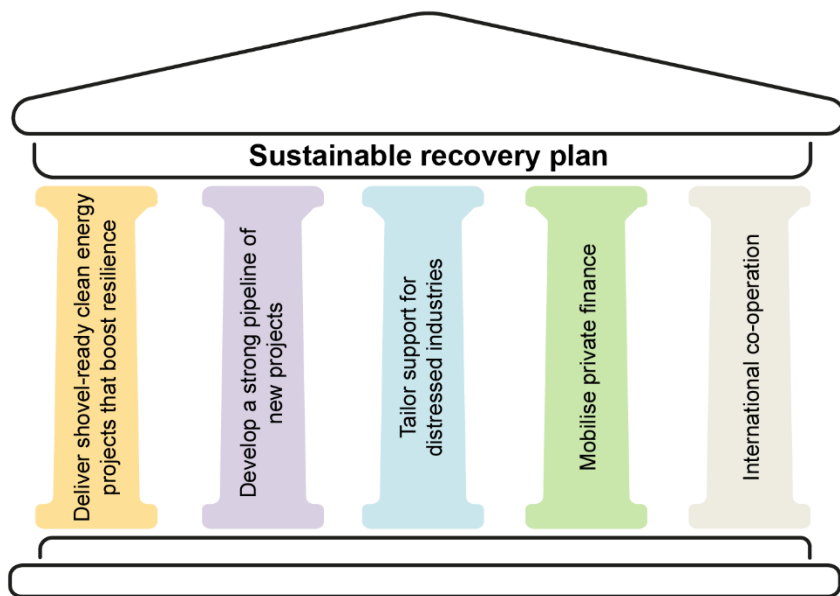 Sustainable recovery plan
Deliver shovel-ready clean energy
projects that boost resilience
Develop a strong pipeline of
new projects
Tailor support for
distressed industries
Mobilise private finance
International co-operation